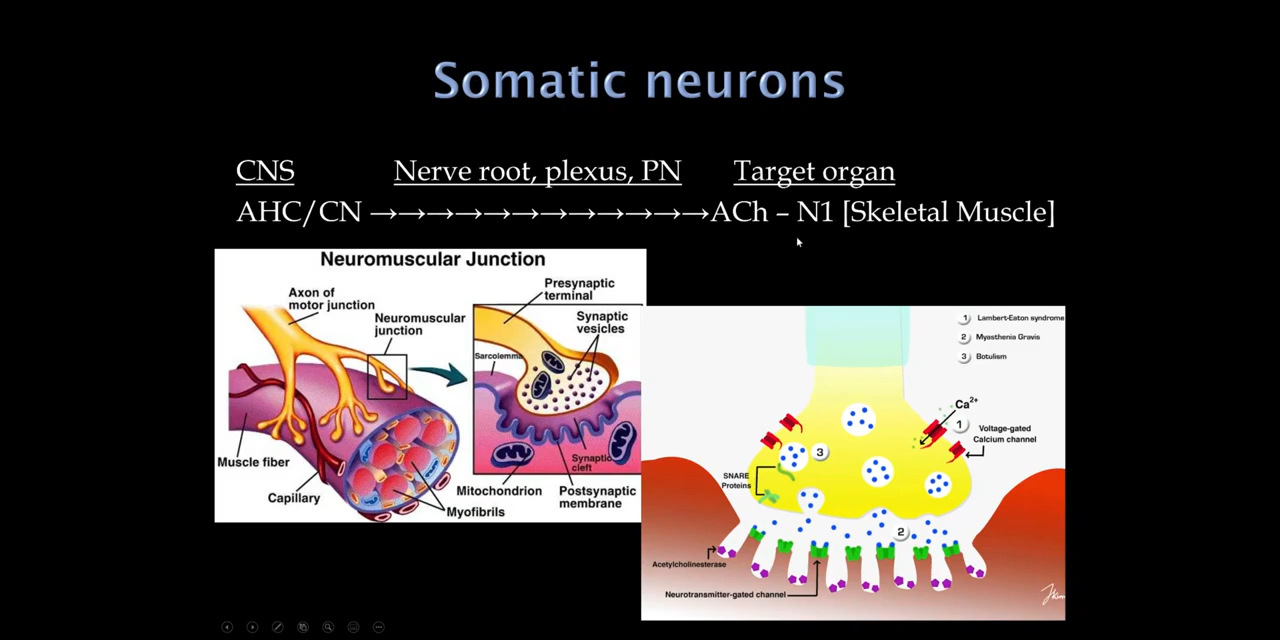 Somatic neurons
CNS Nerve root, plexus, PN Target organ
AHC/CN →→→→→→→→→→→→ACh – N1 [Skeletal Muscle]
Neuromuscular Junction
Axon of
motor junction
Neuromuscular
junction
Muscle fiber
Capillary
Myofibrils
Presynaptic
terminal
Synaptic
vesicles
Sarcolemma
Synaptic
cleft
Mitochondrion
Postsynaptic
membrane
1 Lambert-Eaton syndrome
2 Myasthenia Gravis
3 Botulism
Ca2+
1
Voltage-gated
Calcium channel
3
SNARE
Proteins
2
Acetylcholinesterase
Neurotransmitter-gated channel